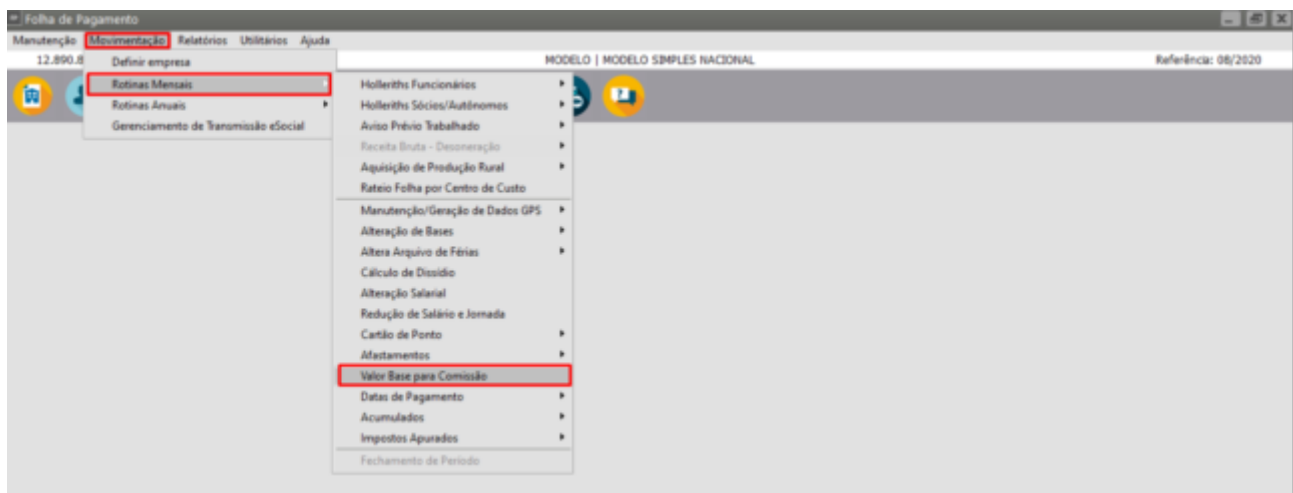 Folha de Pagamento
Manutenção Movimentação Relatórios Utilitários Ajuda
12.890.8 MODELO | MODELO SIMPLES NACIONAL Referência: 08/2020
Definir empresa
Rotinas Mensais
Rotinas Anuais
Gerenciamento de Transmissão eSocial
Holleriths Funcionários
Holleriths Sócios/Autônomos
Aviso Prévio Trabalhado
Receita Bruta - Desoneração
Aquisição de Produção Rural
Rateio Folha por Centro de Custo
Manutenção/Geração de Dados GPS
Alteração de Bases
Altera Arquivo de Férias
Cálculo de Dissídio
Alteração Salarial
Redução de Salário e Jornada
Cartão de Ponto
Afastamentos
Valor Base para Comissão
Datas de Pagamento
Acumulados
Impostos Apurados
Fechamento de Período